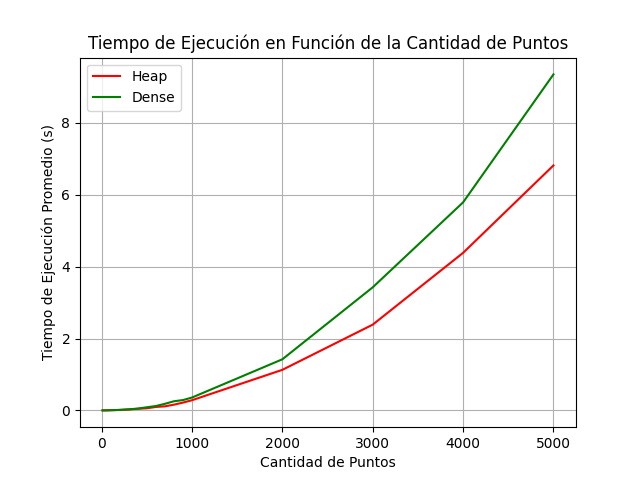 Tiempo de Ejecución en Función de la Cantidad de Puntos
Heap
Dense
Tiempo de Ejecución Promedio (s)
8
6
4
2
0
0 1000 2000 3000 4000 5000
Cantidad de Puntos